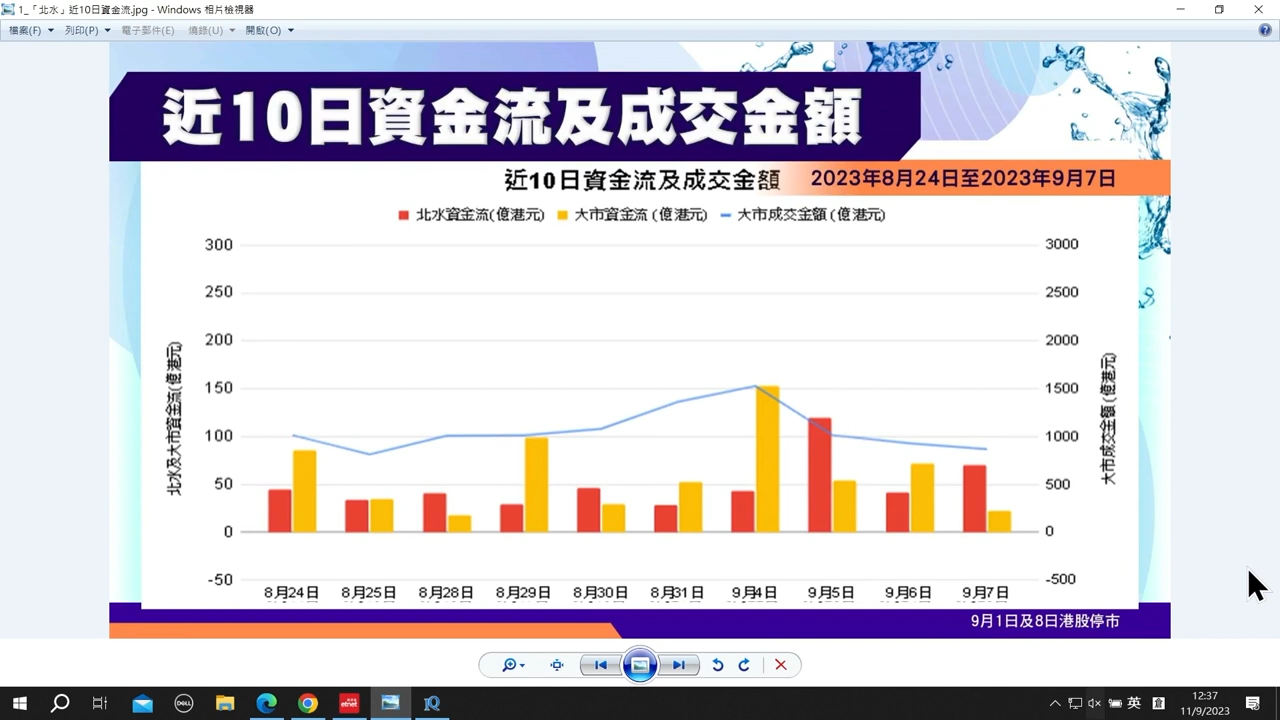 1_「北水」近10日資金流.jpg - Windows 相片檢視器
檔案(F) 列印(P) 電子郵件(E) 燒錄(U) 開啟(O)
近10日資金流及成交金額
近10日資金流及成交金額 2023年8月24日至2023年9月7日
北水資金流(億港元) 大市資金流 (億港元) 大市成交金額 (億港元)
300 3000
250 2500
200 2000
150 1500
100 1000
50 500
0 0
-50 -500
北水及大市資金流(億港元)
大市成交金額 (億港元)
8月24日 8月25日 8月28日 8月29日 8月30日 8月31日 9月4日 9月5日 9月6日 9月7日
9月1日及8日港股停市
DELL etnet IQ 英 12:37
11/9/2023